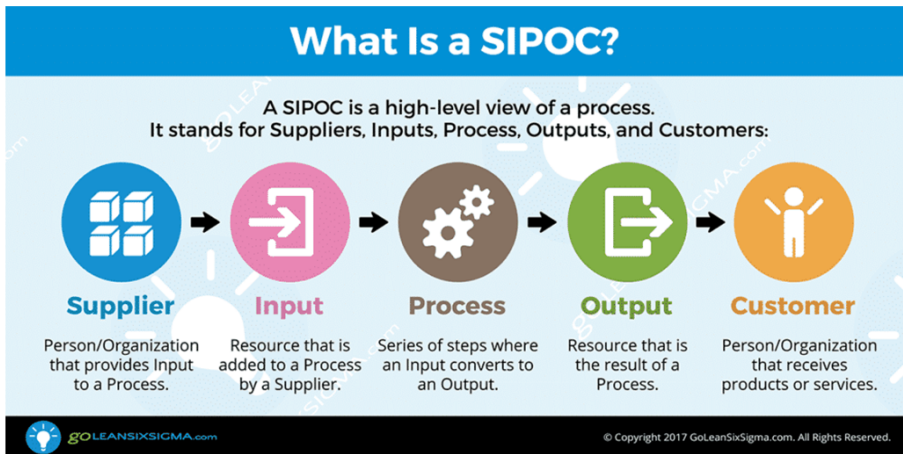 What Is a SIPOC?
A SIPOC is a high-level view of a process.
It stands for Suppliers, Inputs, Process, Outputs, and Customers:
Supplier
Person/Organization
that provides Input
to a Process.
Input
Resource that is
added to a Process
by a Supplier.
Process
Series of steps where
an Input converts to
an Output.
Output
Resource that is
the result of a
Process.
Customer
Person/Organization
that receives
products or services.
goLEANSIXSIGMA.com
© Copyright 2017 GoLeanSixSigma.com. All Rights Reserved.